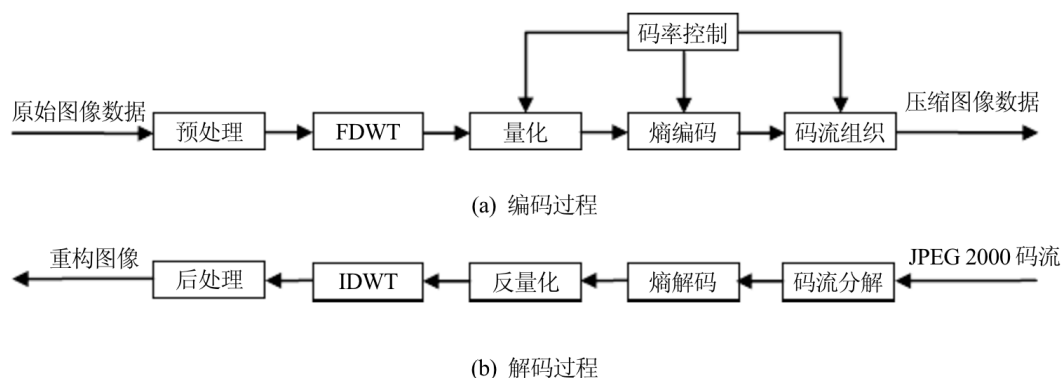 码率控制
原始图像数据
压缩图像数据
预处理
FDWT
量化
熵编码
码流组织
(a) 编码过程
重构图像
JPEG 2000 码流
后处理
IDWT
反量化
熵解码
码流分解
(b) 解码过程